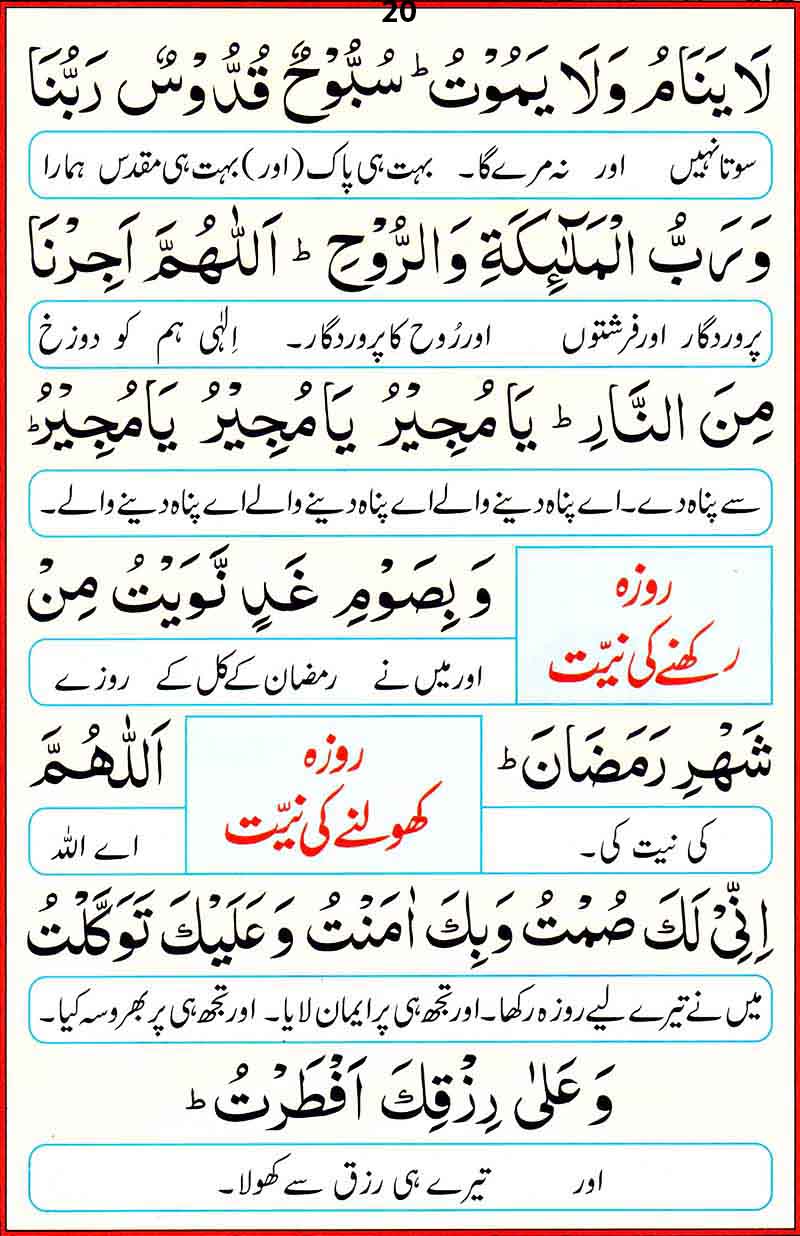 20
لَا يَنَامُ وَلَا يَمُوْتُ ؕ سُبُّوْحٌ قُدُّوْسٌ رَبُّنَا
سوتا نہیں اور نہ مرے گا۔ بہت ہی پاک (اور) بہت ہی مقدس ہمارا
وَرَبُّ الْمَلٰٓئِكَةِ وَالرُّوْحِ ؕ اَللّٰهُمَّ اَجِرْنَا
پروردگار اور فرشتوں اور رُوح کا پروردگار۔ اِلٰہی ہم کو دوزخ
مِنَ النَّارِ ؕ يَا مُجِيْرُ يَا مُجِيْرُ يَا مُجِيْرُ ؕ
سے پناہ دے۔ اے پناہ دینے والے اے پناہ دینے والے اے پناہ دینے والے۔
روزہ
رکھنے کی نیّت
وَ بِصَوْمِ غَدٍ نَّوَيْتُ مِنْ
اور میں نے رمضان کے کل کے روزے
شَهْرِ رَمَضَانَ ؕ
کی نیت کی۔
روزہ
کھولنے کی نیّت
اَللّٰهُمَّ
اے اللہ
اِنِّیْ لَكَ صُمْتُ وَبِكَ اٰمَنْتُ وَعَلَيْكَ تَوَكَّلْتُ
میں نے تیرے لیے روزہ رکھا۔ اور تجھ ہی پر ایمان لایا۔ اور تجھ ہی پر بھروسہ کیا۔
وَ عَلٰى رِزْقِكَ اَفْطَرْتُ ؕ
اور تیرے ہی رزق سے کھولا۔